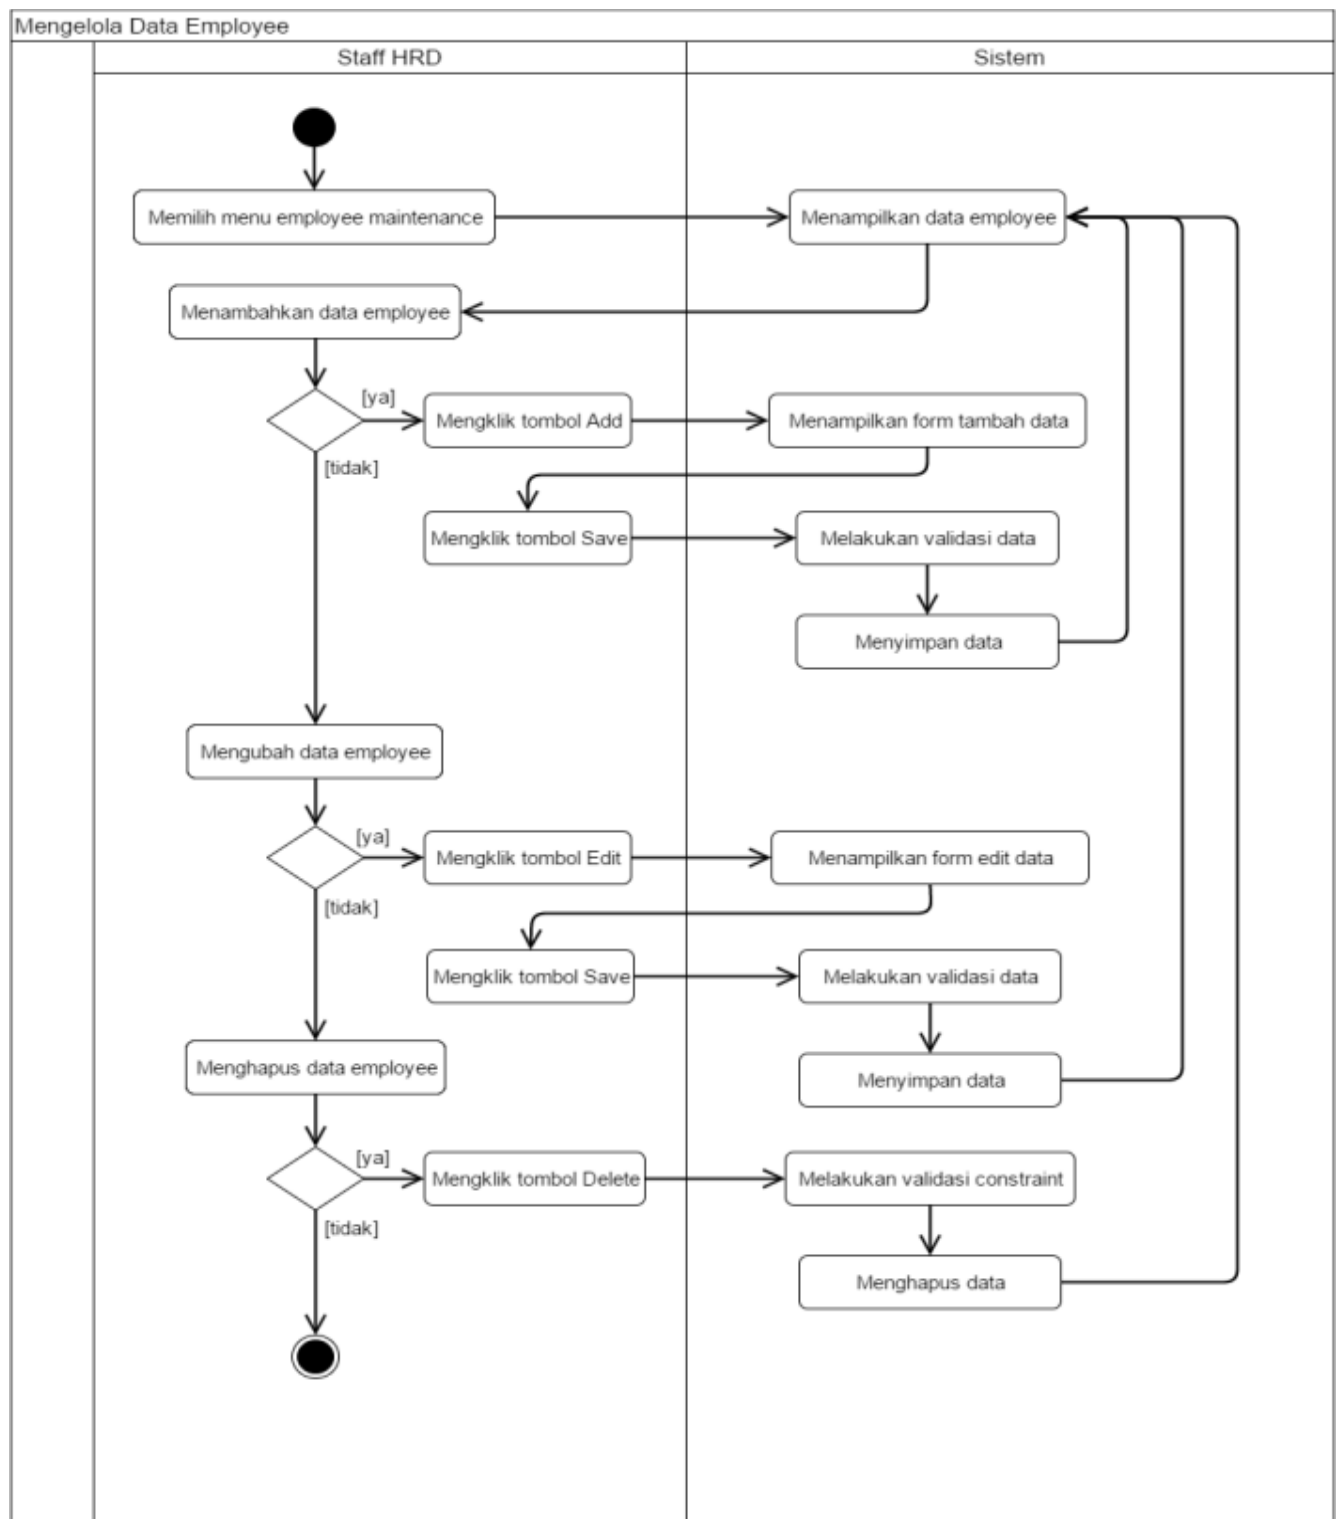 Mengelola Data Employee
Staff HRD
Sistem
Memilih menu employee maintenance
Menampilkan data employee
Menambahkan data employee
[ya]
Mengklik tombol Add
Menampilkan form tambah data
[tidak]
Mengklik tombol Save
Melakukan validasi data
Menyimpan data
Mengubah data employee
[ya]
Mengklik tombol Edit
Menampilkan form edit data
[tidak]
Mengklik tombol Save
Melakukan validasi data
Menghapus data employee
Menyimpan data
[ya]
Mengklik tombol Delete
Melakukan validasi constraint
[tidak]
Menghapus data